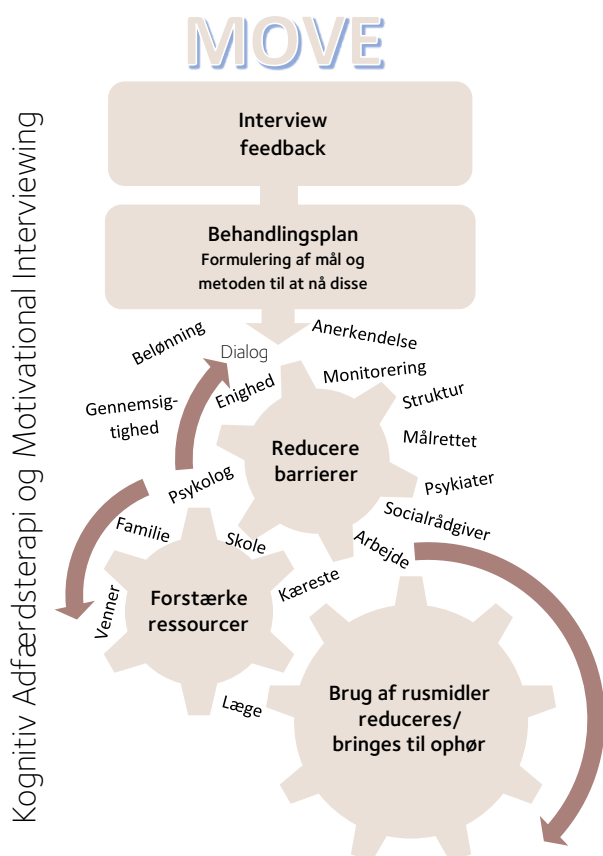 MOVE
Kognitiv Adfærdsterapi og Motivational Interviewing
Interview
feedback
Behandlingsplan
Formulering af mål og
metoden til at nå disse
Belønning
Dialog
Anerkendelse
Enighed
Monitorering
Struktur
Gennemsig-
tighed
Målrettet
Reducere
barrierer
Psykolog
Psykiater
Socialrådgiver
Familie
Skole
Arbejde
Venner
Kæreste
Forstærke
ressourcer
Læge
Brug af rusmidler
reduceres/
bringes til ophør